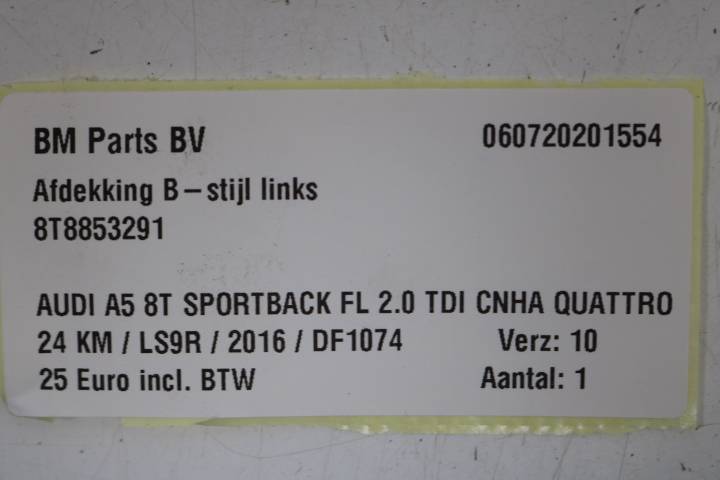 BM Parts BV 060720201554
Afdekking B-stijl links
8T8853291
AUDI A5 8T SPORTBACK FL 2.0 TDI CNHA QUATTRO
24 KM / LS9R / 2016 / DF1074 Verz: 10
25 Euro incl. BTW Aantal: 1